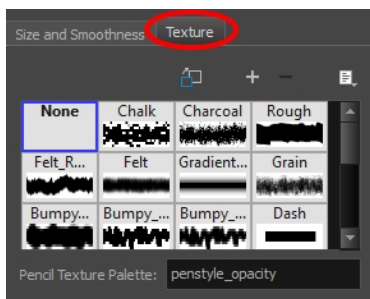 Size and Smoothness Texture
None Chalk Charcoal Rough
Felt_R... Felt Gradient... Grain
Bumpy... Bumpy_... Bumpy_... Dash
Pencil Texture Palette: penstyle_opacity